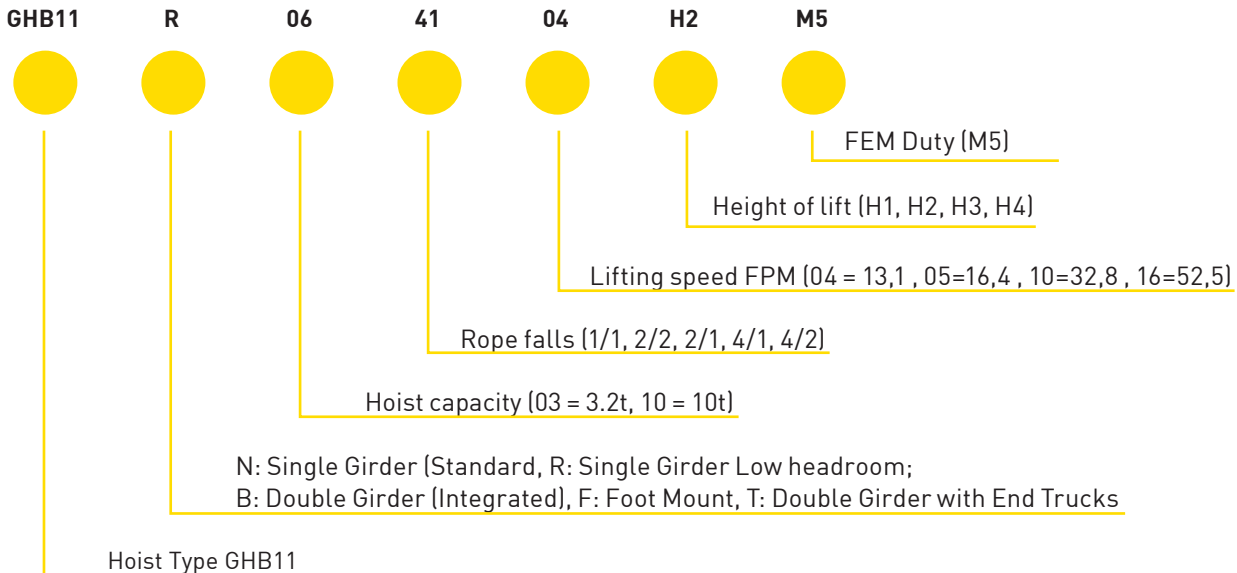 GHB11 R 06 41 04 H2 M5
FEM Duty (M5)
Height of lift (H1, H2, H3, H4)
Lifting speed FPM (04 = 13,1 , 05=16,4 , 10=32,8 , 16=52,5)
Rope falls (1/1, 2/2, 2/1, 4/1, 4/2)
Hoist capacity (03 = 3.2t, 10 = 10t)
N: Single Girder (Standard, R: Single Girder Low headroom;
B: Double Girder (Integrated), F: Foot Mount, T: Double Girder with End Trucks
Hoist Type GHB11